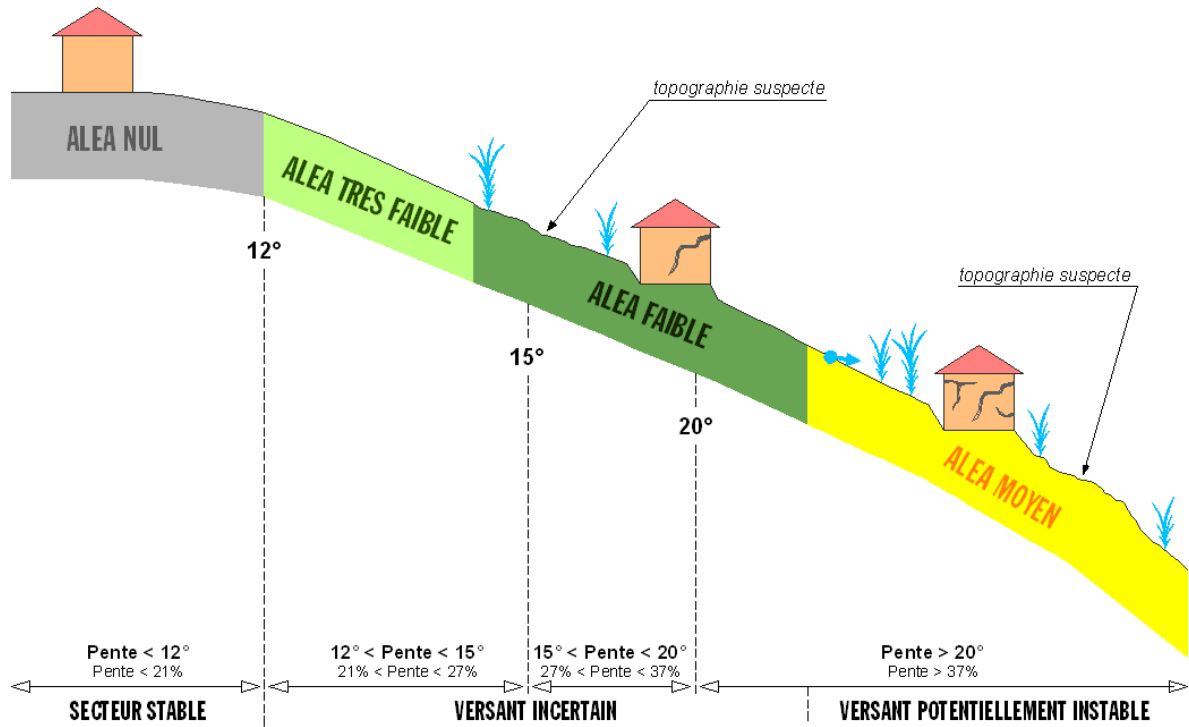 topographie suspecte
ALEA NUL
ALEA TRES FAIBLE
12°
ALEA FAIBLE
topographie suspecte
15°
20°
ALEA MOYEN
Pente < 12°
Pente < 21%
12° < Pente < 15°
21% < Pente < 27%
15° < Pente < 20°
27% < Pente < 37%
Pente > 20°
Pente > 37%
SECTEUR STABLE
VERSANT INCERTAIN
VERSANT POTENTIELLEMENT INSTABLE